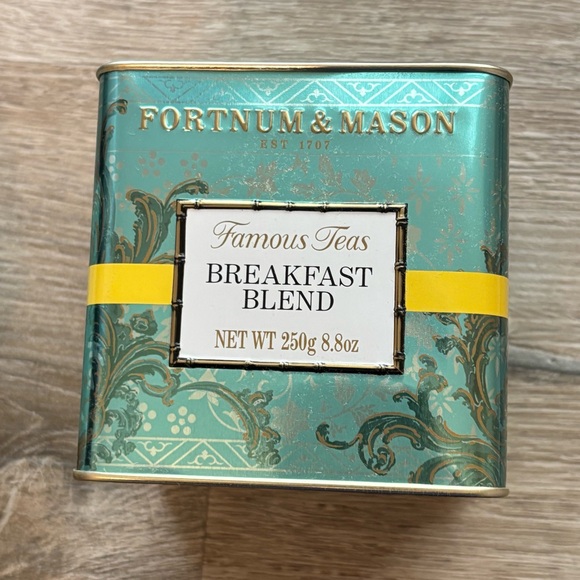 FORTNUM & MASON
EST 1707
Famous Teas
BREAKFAST
BLEND
NET WT 250g 8.8oz